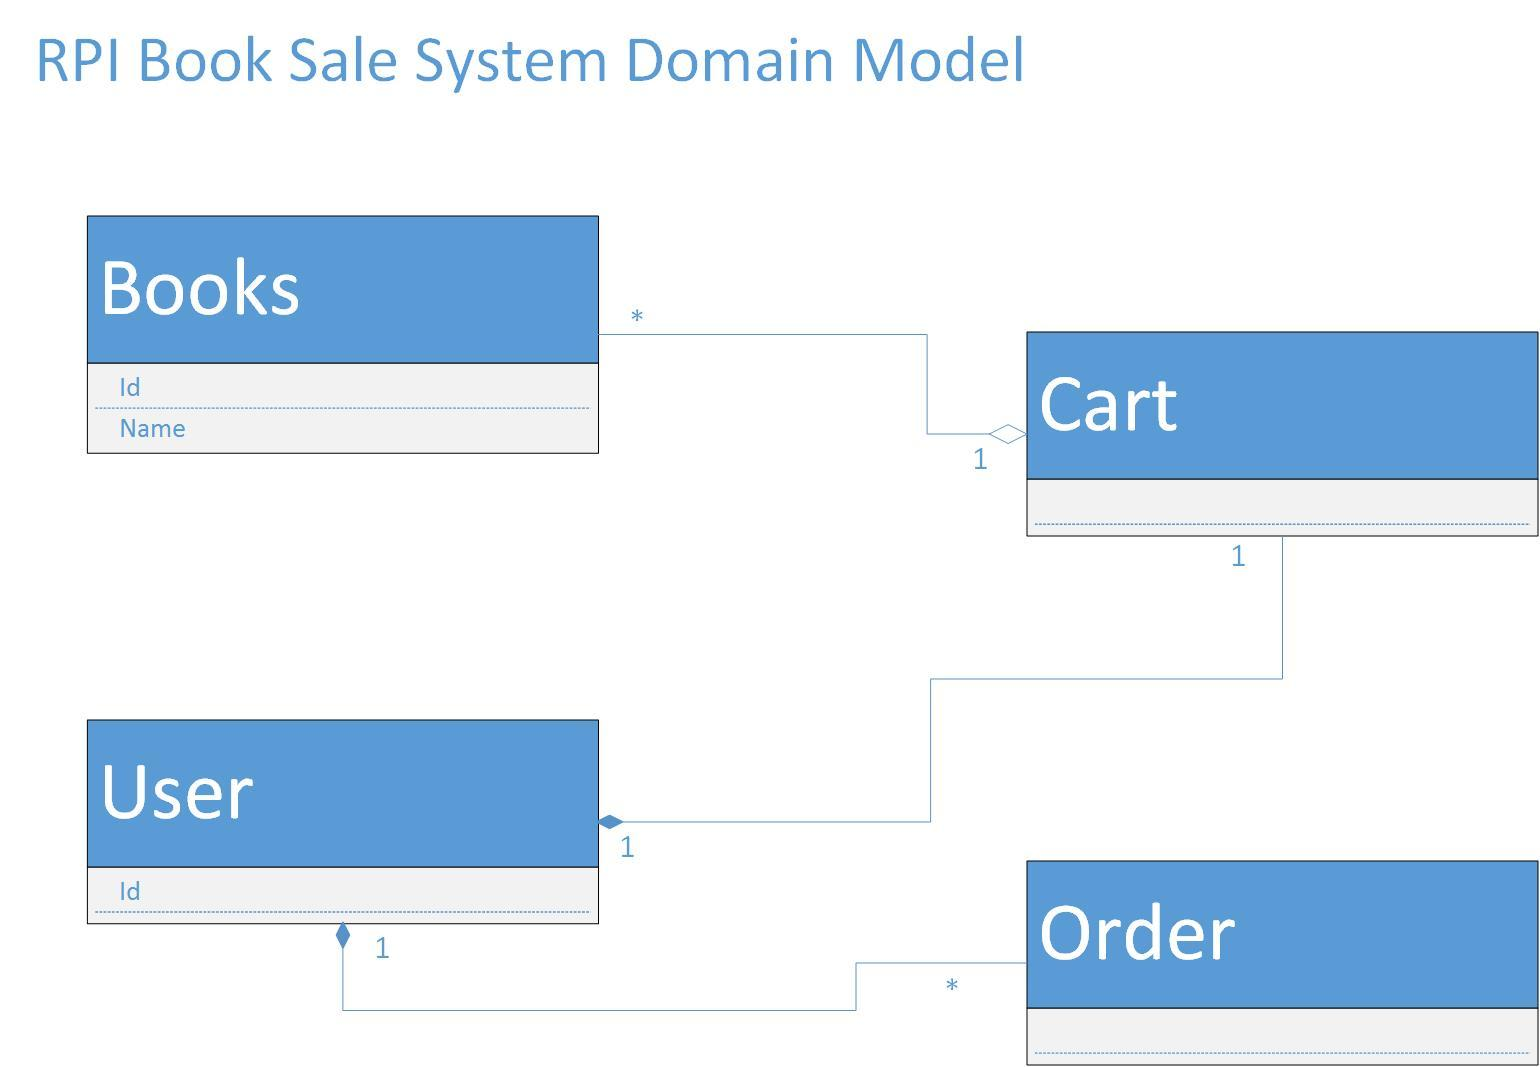 RPI Book Sale System Domain Model
Books
*
Id
Name
Cart
1
1
User
1
Id
1
Order
*